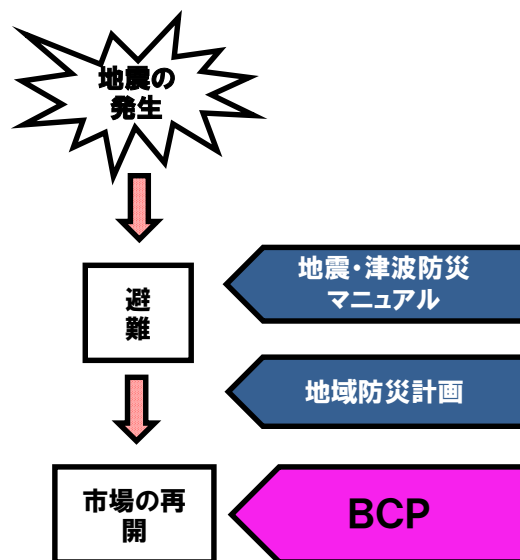 地震の
発生
地震・津波防災
マニュアル
避
難
地域防災計画
市場の再
開
BCP